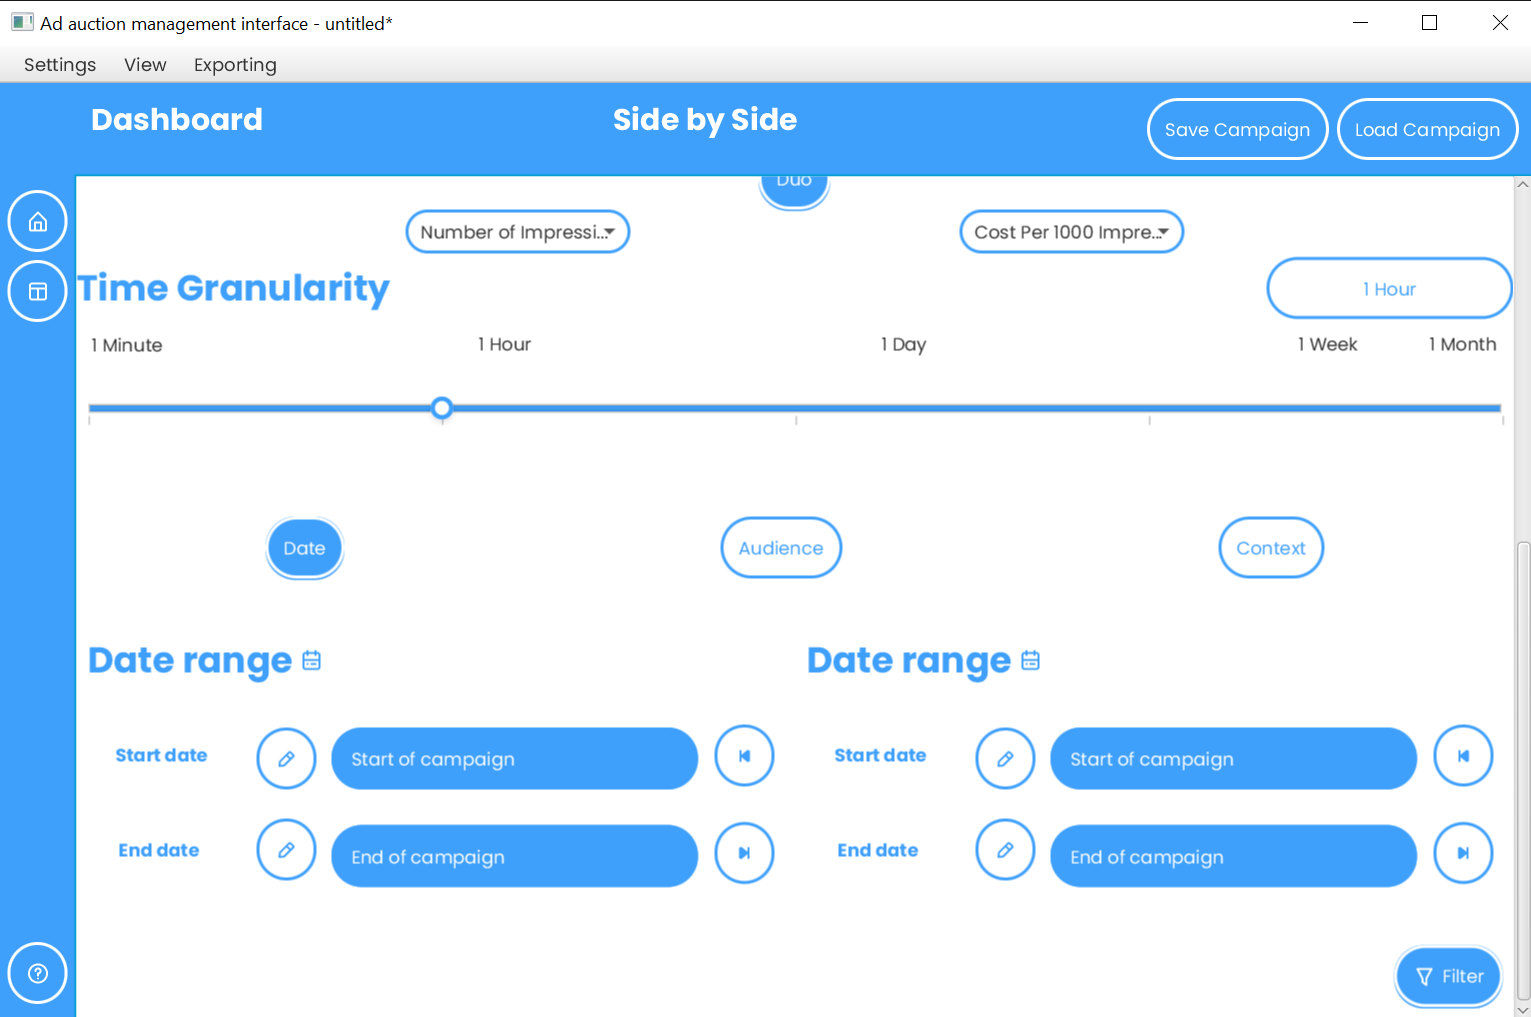 Ad auction management interface - untitled*
Settings View Exporting
Dashboard Side by Side Save Campaign Load Campaign
Duo
Number of Impressi... Cost Per 1000 Impre...
Time Granularity 1 Hour
1 Minute 1 Hour 1 Day 1 Week 1 Month
Date Audience Context
Date range Date range
Start date Start of campaign Start date Start of campaign
End date End of campaign End date End of campaign
Filter